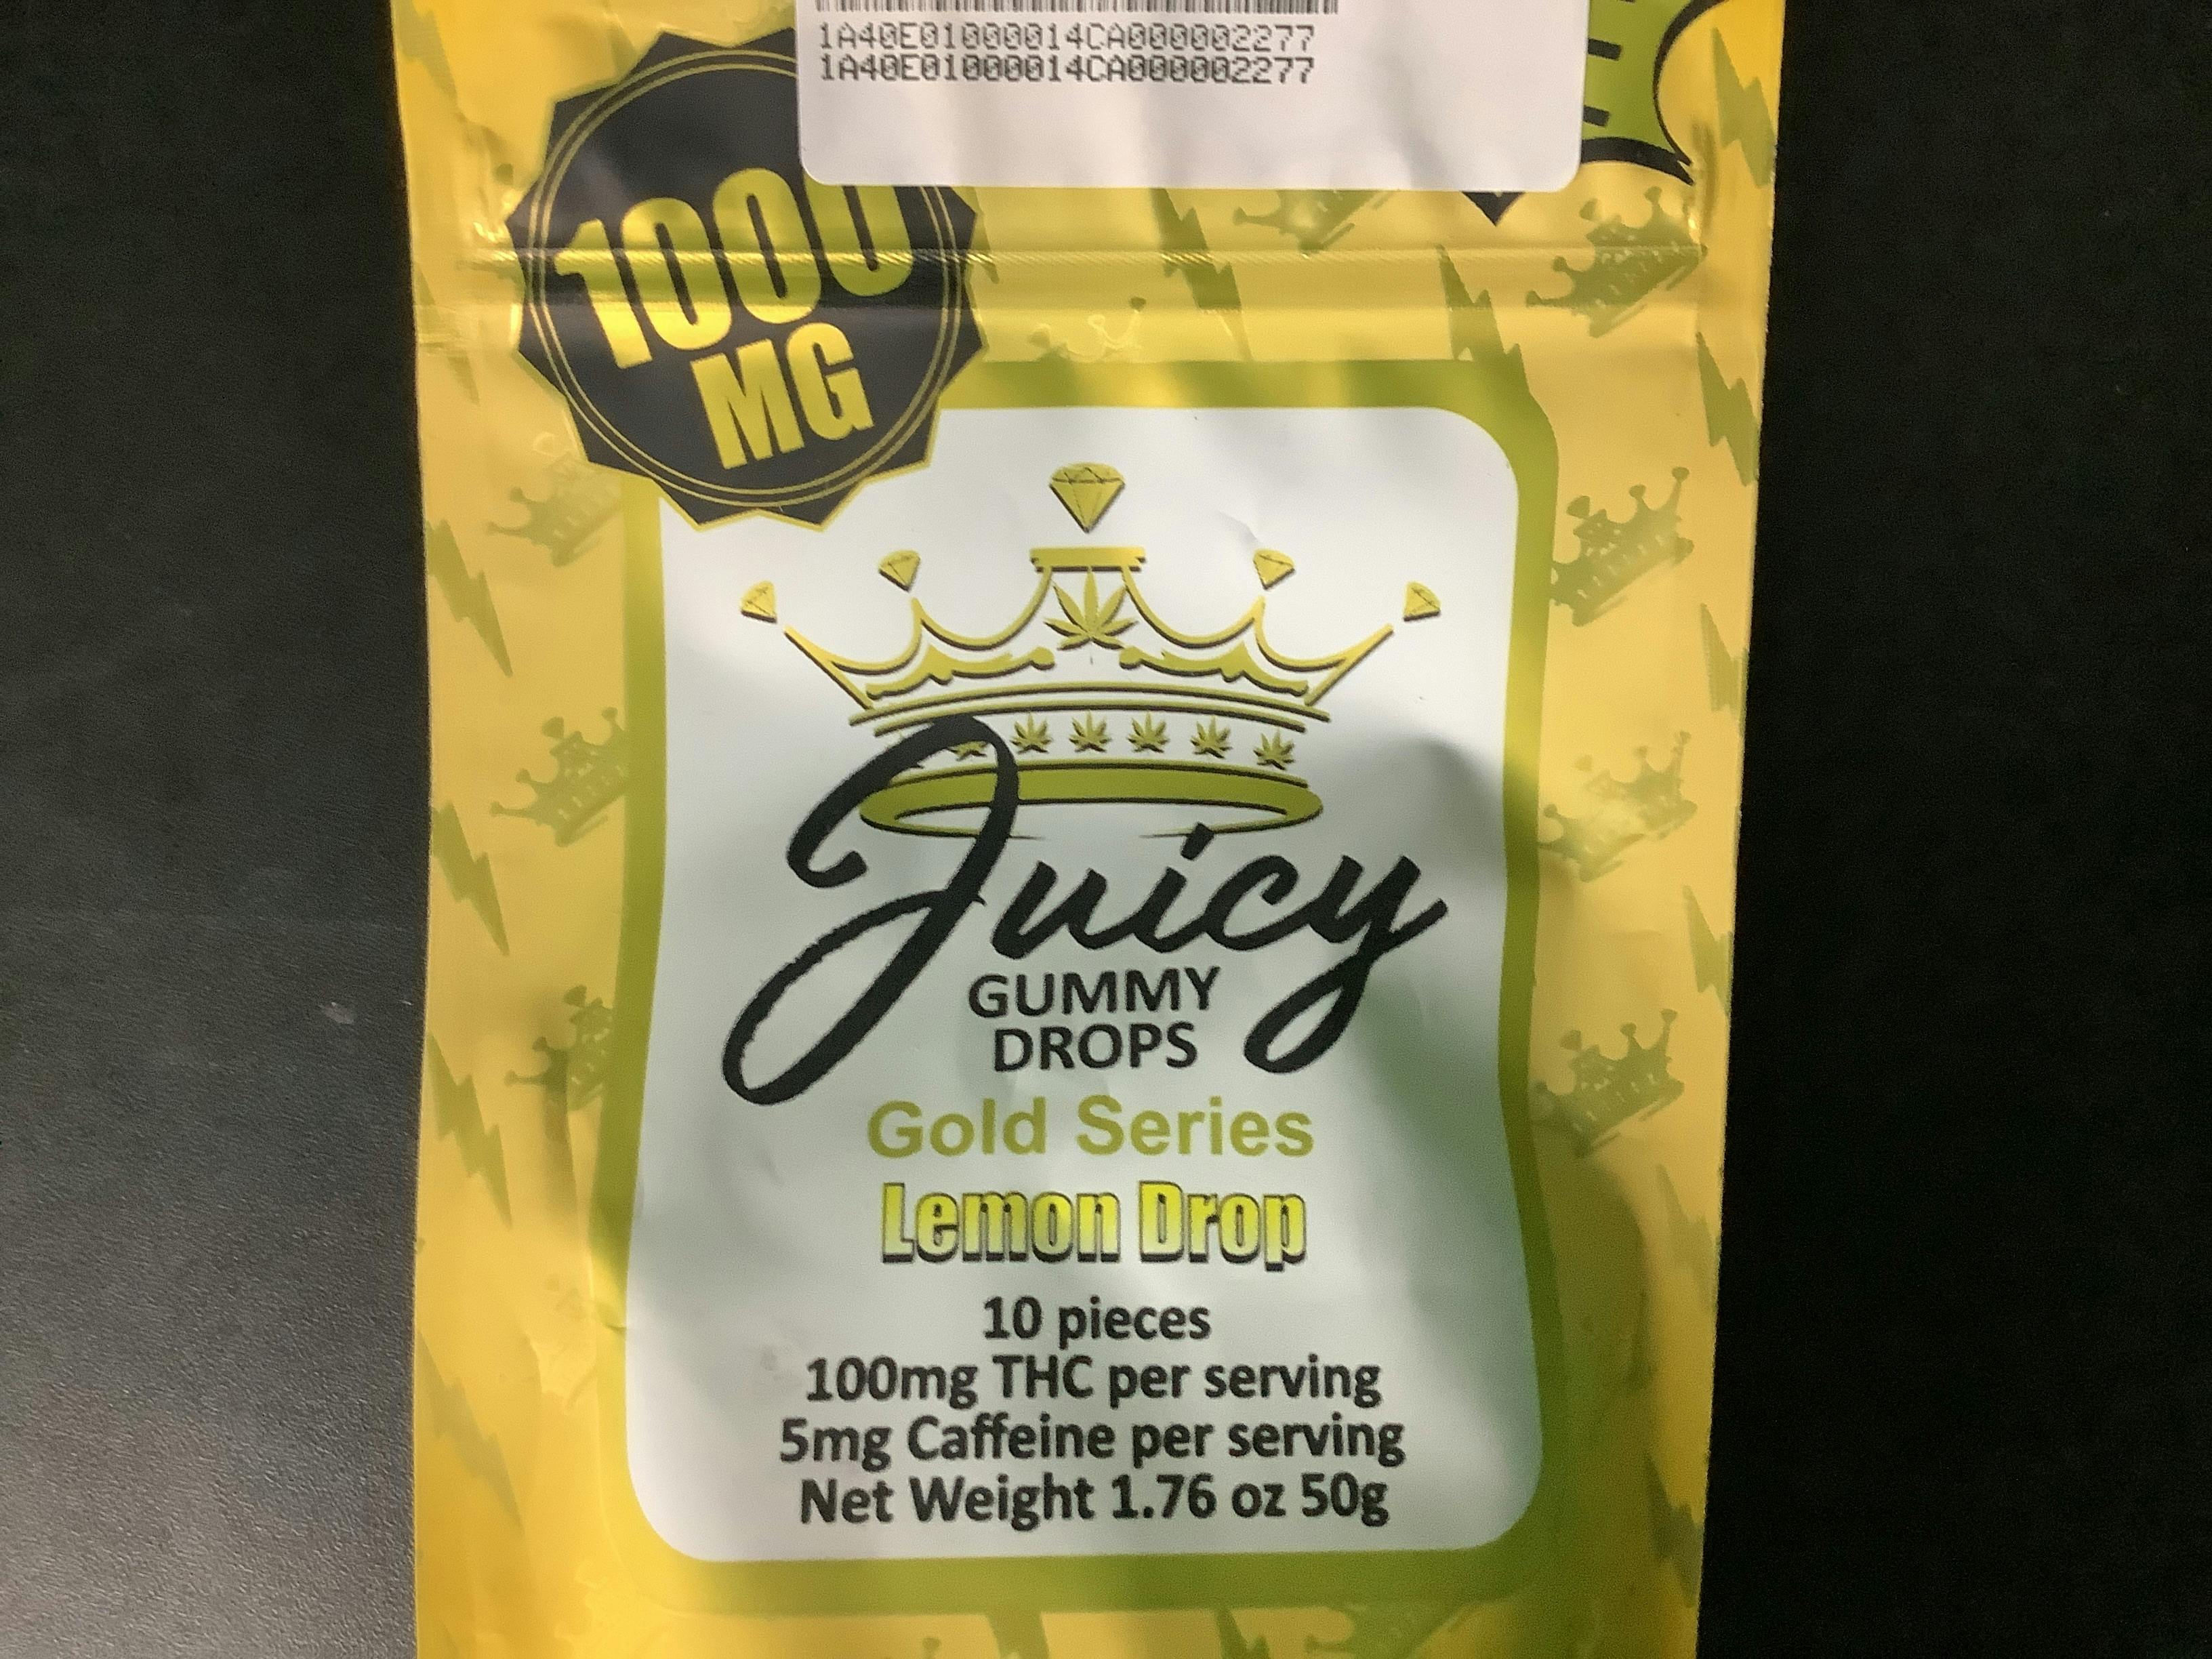 1A40E01000014CA000002277
1A40E01000014CA000002277
1000
MG
Juicy
GUMMY
DROPS
Gold Series
Lemon Drop
10 pieces
100mg THC per serving
5mg Caffeine per serving
Net Weight 1.76 oz 50g